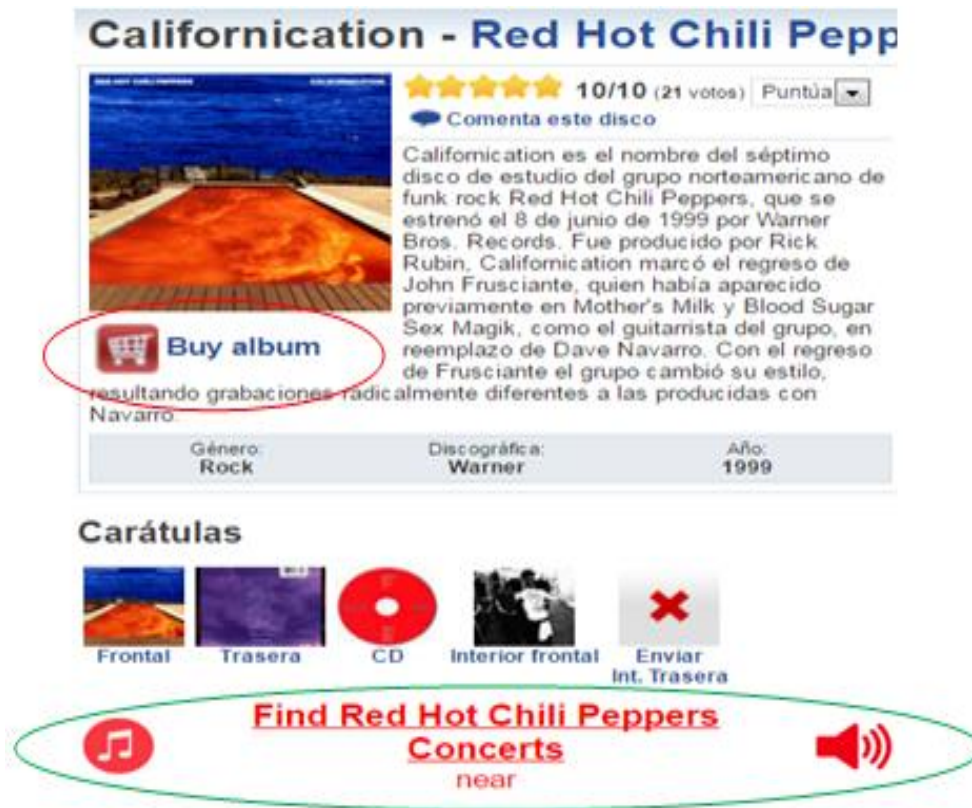 Californication - Red Hot Chili Pepp
RED HOT CHILI PEPPERS CALIFORNICATION
10/10 (21 votos) Puntúa
Comenta este disco
Californication es el nombre del séptimo
disco de estudio del grupo norteamericano de
funk rock Red Hot Chili Peppers, que se
estrenó el 8 de junio de 1999 por Warner
Bros. Records. Fue producido por Rick
Rubin, Californication marcó el regreso de
John Frusciante, quien había aparecido
previamente en Mother's Milk y Blood Sugar
Sex Magik, como el guitarrista del grupo, en
reemplazo de Dave Navarro. Con el regreso
de Frusciante el grupo cambió su estilo,
resultando grabaciones radicalmente diferentes a las producidas con
Navarro.
Buy album
Género: Discográfica: Año:
Rock Warner 1999
Carátulas
Frontal Trasera CD Interior frontal Enviar
Int. Trasera
Find Red Hot Chili Peppers
Concerts
near